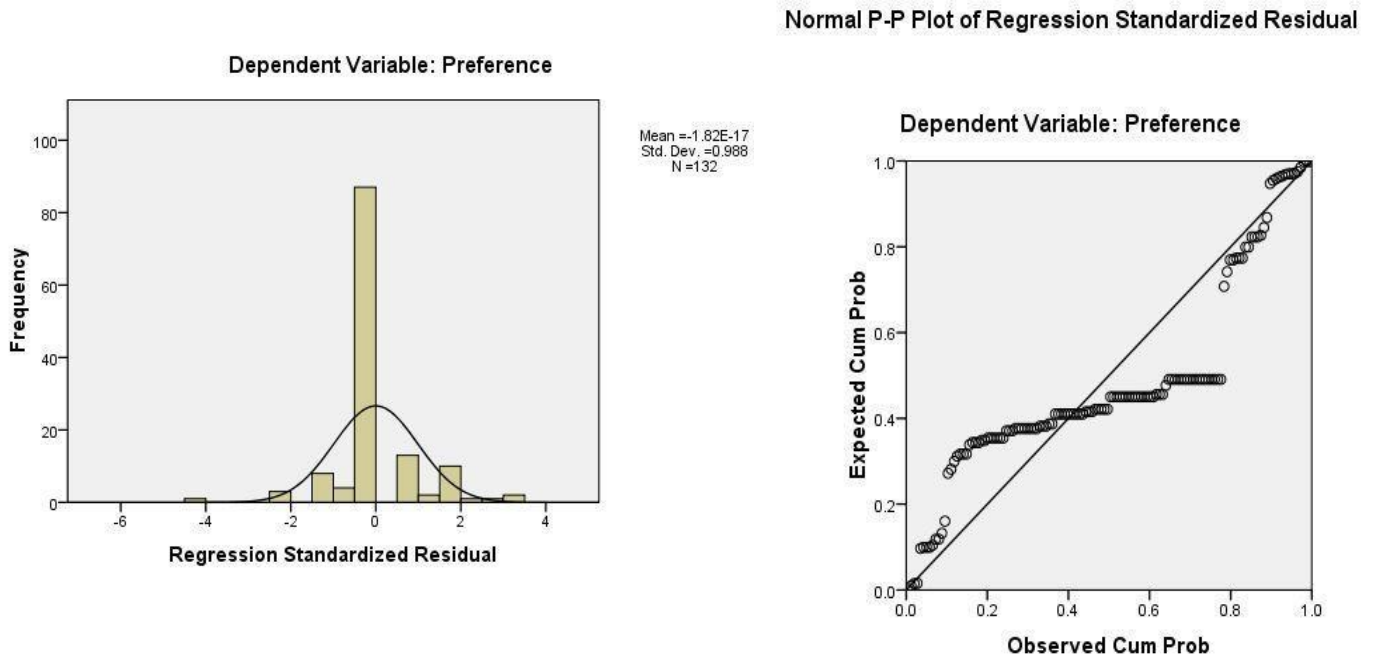 Normal P-P Plot of Regression Standardized Residual
Dependent Variable: Preference
Mean =-1.82E-17
Std. Dev. =0.988
N =132
100
80
60
40
20
0
Frequency
-6 -4 -2 0 2 4
Regression Standardized Residual
Dependent Variable: Preference
1.0
0.8
0.6
0.4
0.2
0.0
Expected Cum Prob
0.0 0.2 0.4 0.6 0.8 1.0
Observed Cum Prob